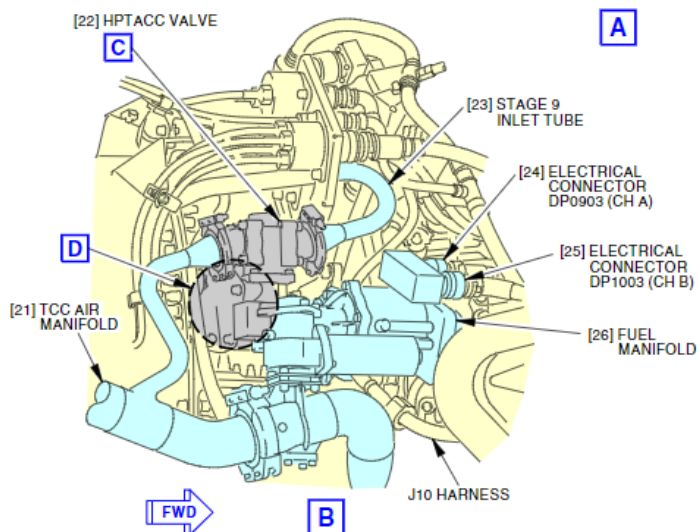 [22] HPTACC VALVE
C
A
[23] STAGE 9
INLET TUBE
[24] ELECTRICAL
CONNECTOR
DP0903 (CH A)
D
[25] ELECTRICAL
CONNECTOR
DP1003 (CH B)
[21] TCC AIR
MANIFOLD
[26] FUEL
MANIFOLD
J10 HARNESS
FWD
B